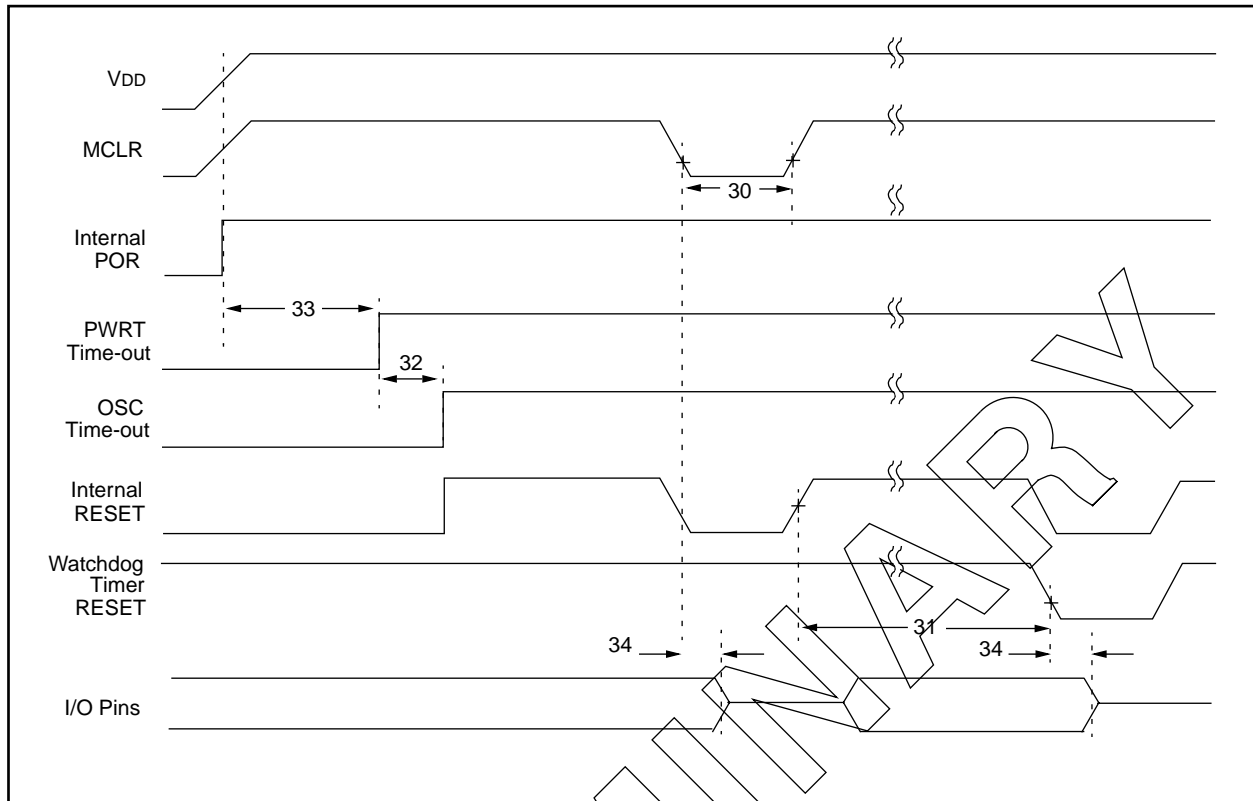 VDD
MCLR
30
Internal
POR
33
PWRT
Time-out
32
OSC
Time-out
Internal
RESET
Watchdog
Timer
RESET
31
34
34
I/O Pins
INARY